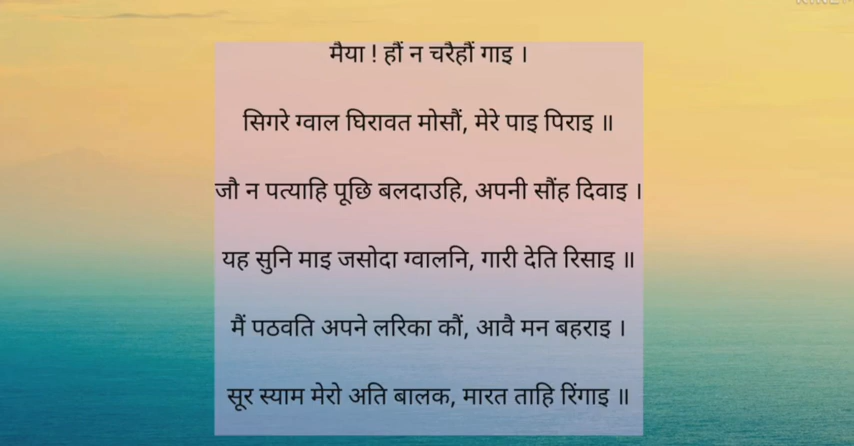 मैया ! हौं न चरैहौं गाइ ।
सिगरे ग्वाल घिरावत मोसौं, मेरे पाइ पिराइ ॥
जौ न पत्याहि पूछि बलदाउहि, अपनी सौंह दिवाइ ।
यह सुनि माइ जसोदा ग्वालनि, गारी देति रिसाइ ॥
मैं पठवति अपने लरिका कौं, आवै मन बहराइ ।
सूर स्याम मेरो अति बालक, मारत ताहि रिंगाइ ॥